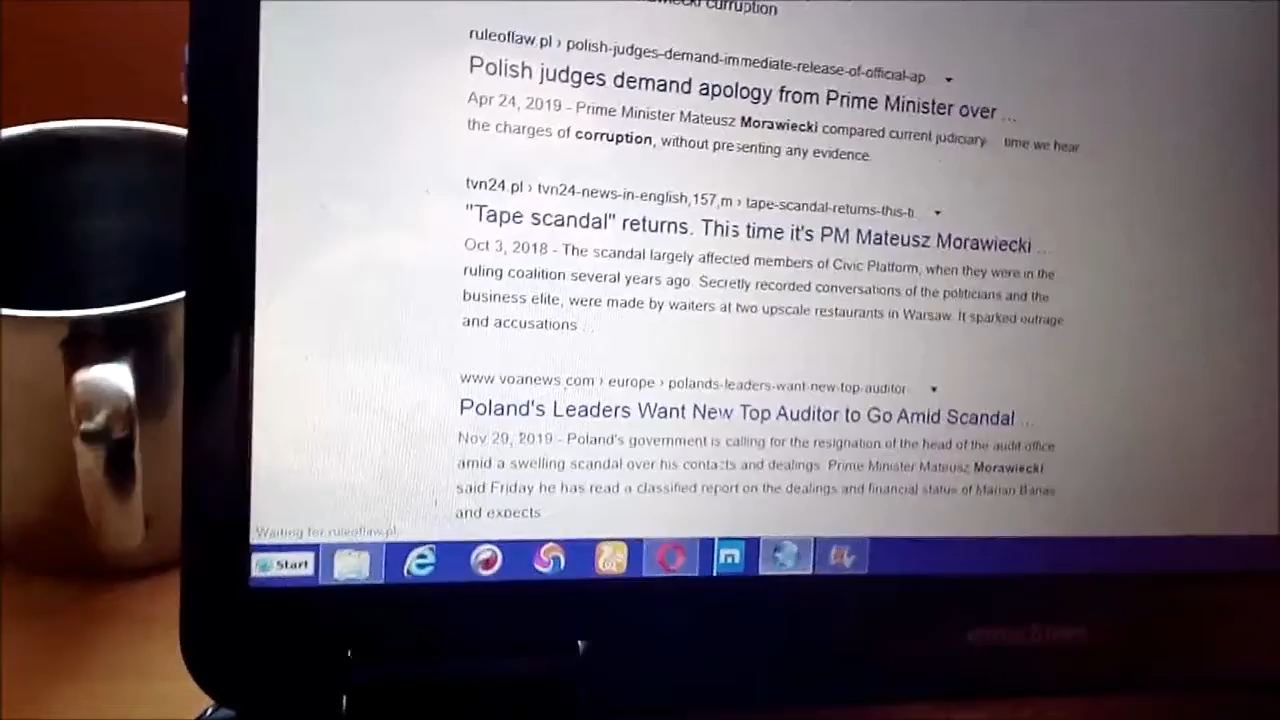 corruption
ruleoflaw.pl › polish-judges-demand-immediate-release-of-official-ap
Polish judges demand apology from Prime Minister over ...
Apr 24, 2019 - Prime Minister Mateusz Morawiecki compared current judiciary time we hear
the charges of corruption, without presenting any evidence.
tvn24.pl › tvn24-news-in-english,157,m › tape-scandal-returns-this-ti...
"Tape scandal" returns. This time it's PM Mateusz Morawiecki ...
Oct 3, 2018 - The scandal largely affected members of Civic Platform, when they were in the
ruling coalition several years ago. Secretly recorded conversations of the politicians and the
business elite, were made by waiters at two upscale restaurants in Warsaw. It sparked outrage
and accusations ...
www.voanews.com › europe › polands-leaders-want-new-top-auditor
Poland's Leaders Want New Top Auditor to Go Amid Scandal ...
Nov 29, 2019 - Poland's government is calling for the resignation of the head of the audit office
amid a swelling scandal over his contacts and dealings. Prime Minister Mateusz Morawiecki
said Friday he has read a classified report on the dealings and financial status of Marian Banas
and expects
Waiting for ruleoflaw.pl
Start